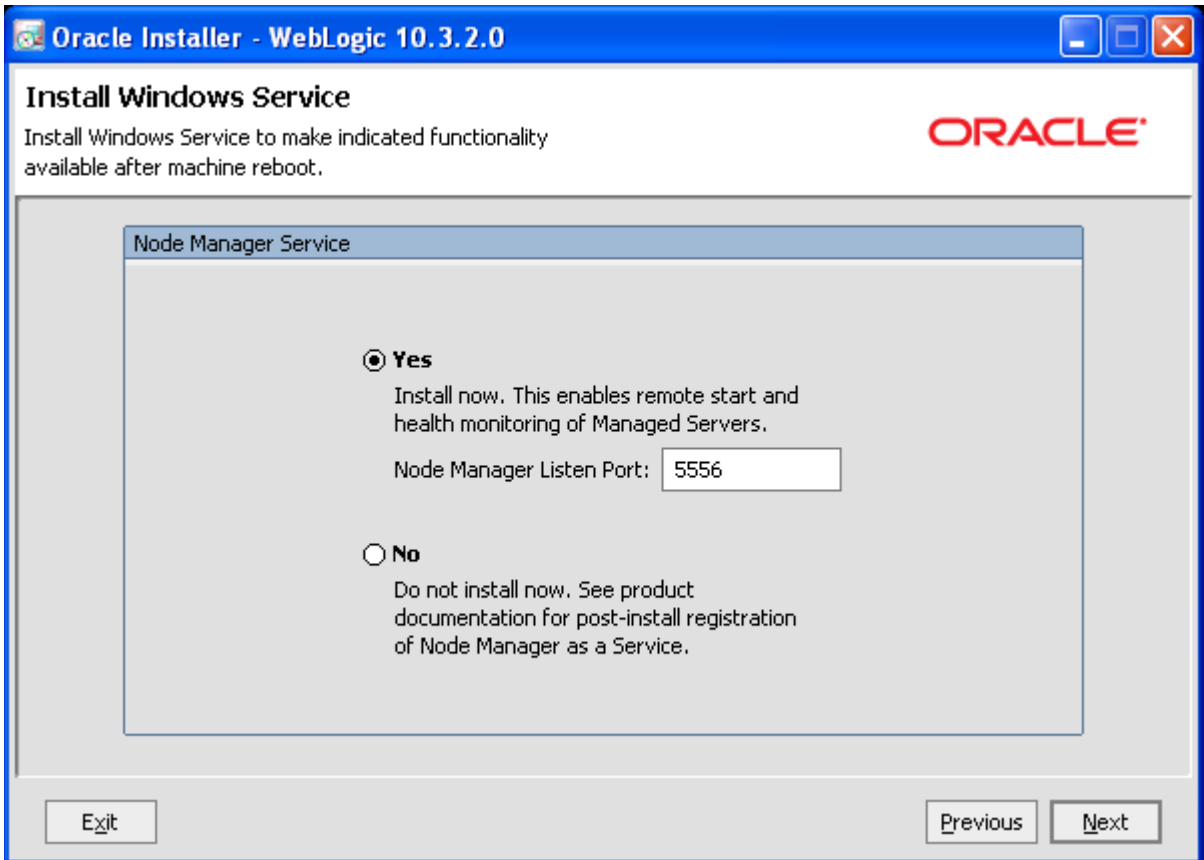 Oracle Installer - WebLogic 10.3.2.0
Install Windows Service
Install Windows Service to make indicated functionality
available after machine reboot.
ORACLE
Node Manager Service
Yes
Install now. This enables remote start and
health monitoring of Managed Servers.
Node Manager Listen Port: 5556
No
Do not install now. See product
documentation for post-install registration
of Node Manager as a Service.
Exit Previous Next